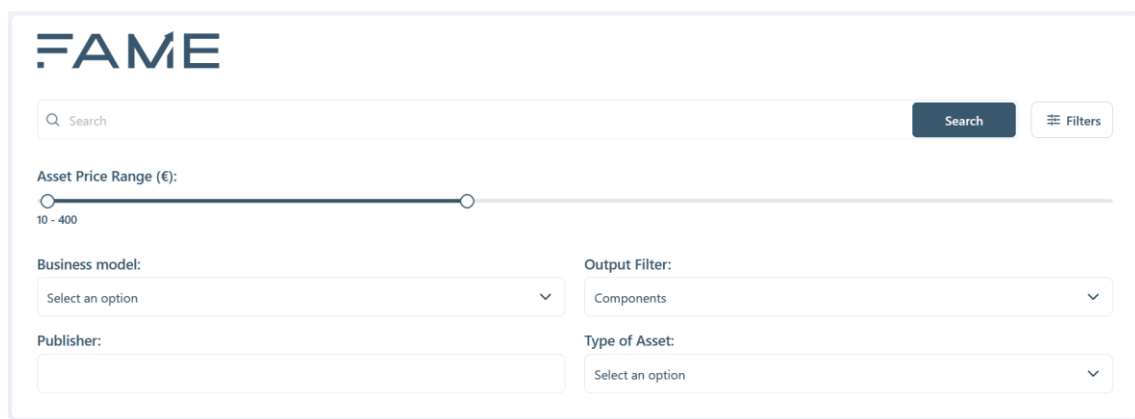 FAME
Search
Search
Filters
Asset Price Range (€):
10 - 400
Business model:
Output Filter:
Select an option
Components
Publisher:
Type of Asset:
Select an option